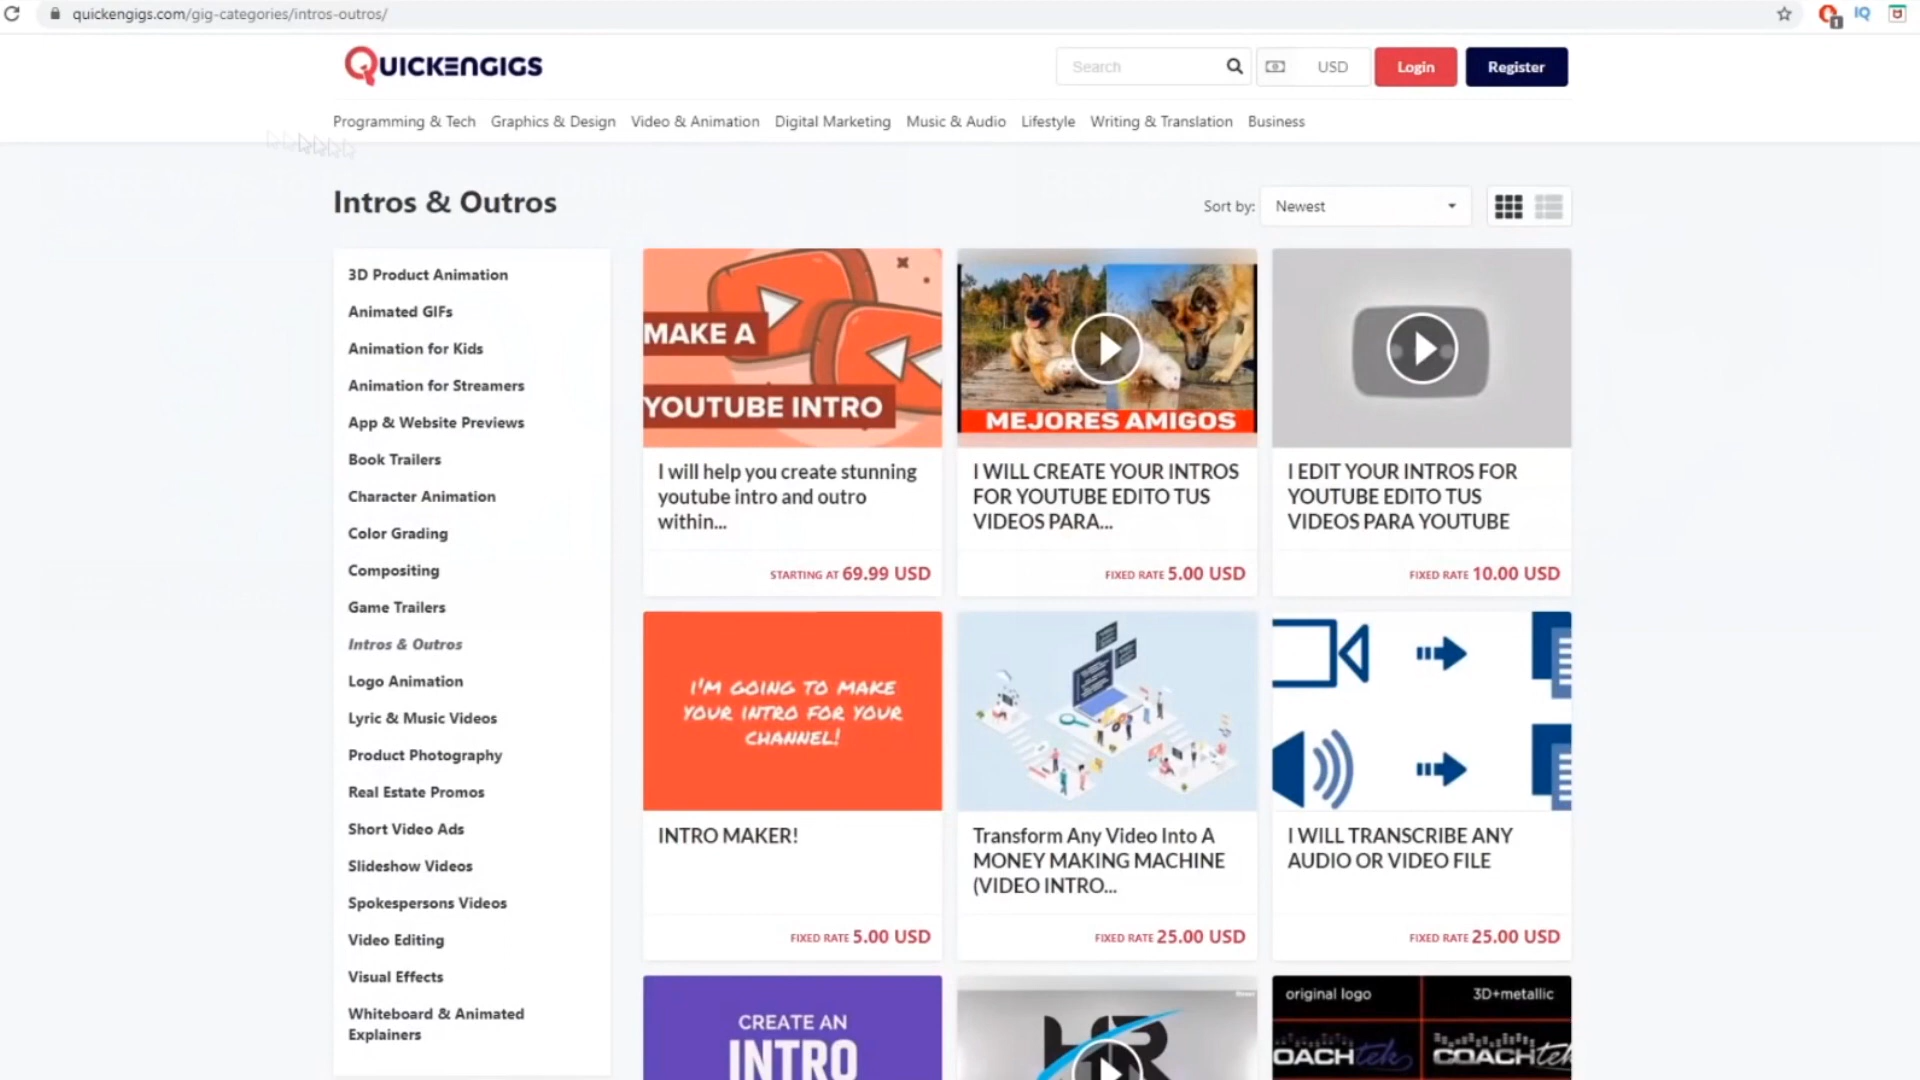 quickengigs.com/gig-categories/intros-outros/
1
IQ
QUICKENGIGS
Search
USD
Login
Register
Programming & Tech
Graphics & Design
Video & Animation
Digital Marketing
Music & Audio
Lifestyle
Writing & Translation
Business
Intros & Outros
Sort by:
Newest
3D Product Animation
Animated GIFs
Animation for Kids
Animation for Streamers
App & Website Previews
Book Trailers
Character Animation
Color Grading
Compositing
Game Trailers
Intros & Outros
Logo Animation
Lyric & Music Videos
Product Photography
Real Estate Promos
Short Video Ads
Slideshow Videos
Spokespersons Videos
Video Editing
Visual Effects
Whiteboard & Animated
Explainers
MAKE A
YOUTUBE INTRO
I will help you create stunning
youtube intro and outro
within...
STARTING AT 69.99 USD
MEJORES AMIGOS
I WILL CREATE YOUR INTROS
FOR YOUTUBE EDITO TUS
VIDEOS PARA...
FIXED RATE 5.00 USD
I EDIT YOUR INTROS FOR
YOUTUBE EDITO TUS
VIDEOS PARA YOUTUBE
FIXED RATE 10.00 USD
I'M GOING TO MAKE
YOUR INTRO FOR YOUR
CHANNEL!
INTRO MAKER!
FIXED RATE 5.00 USD
Transform Any Video Into A
MONEY MAKING MACHINE
(VIDEO INTRO...
FIXED RATE 25.00 USD
I WILL TRANSCRIBE ANY
AUDIO OR VIDEO FILE
FIXED RATE 25.00 USD
CREATE AN
INTRO
HR
original logo
3D+metallic
OACHtek
COACHtek